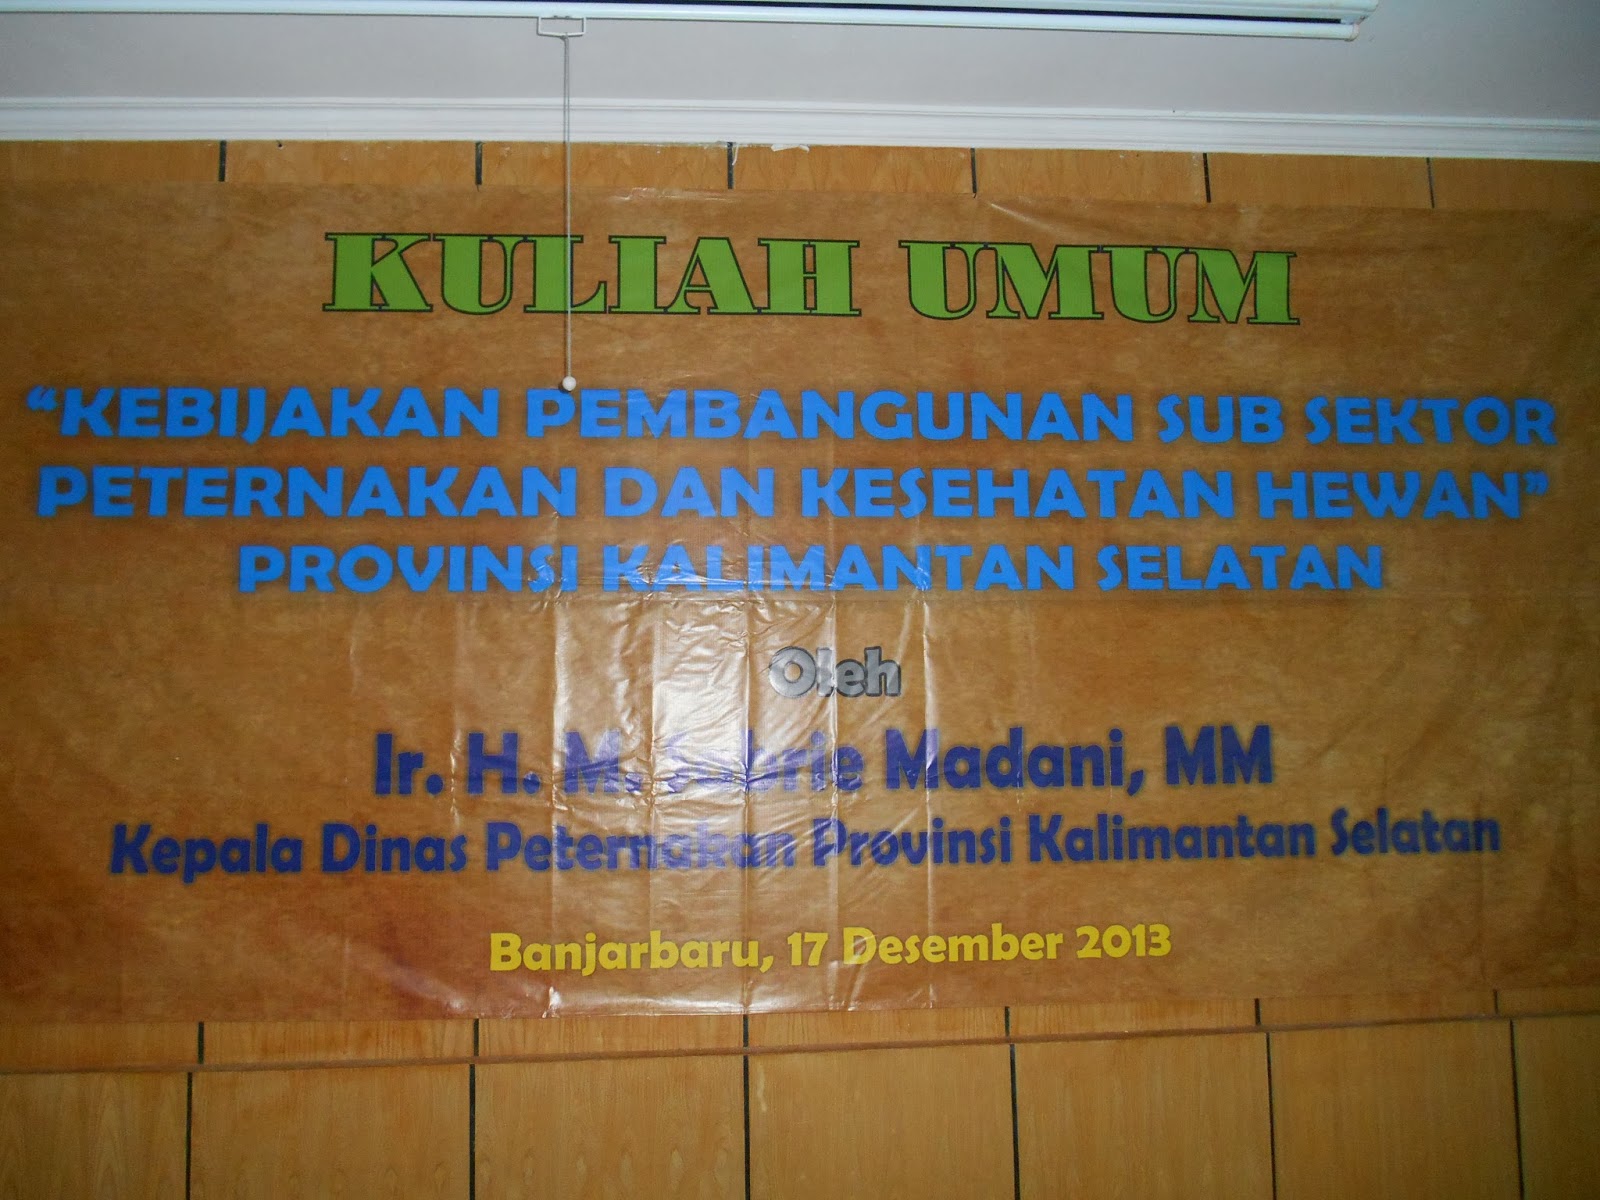 KULIAH UMUM
“KEBIJAKAN PEMBANGUNAN SUB SEKTOR
PETERNAKAN DAN KESEHATAN HEWAN”
PROVINSI KALIMANTAN SELATAN
Oleh
Ir. H. M. Madani, MM
Kepala Dinas Peternakan Provinsi Kalimantan Selatan
Banjarbaru, 17 Desember 2013